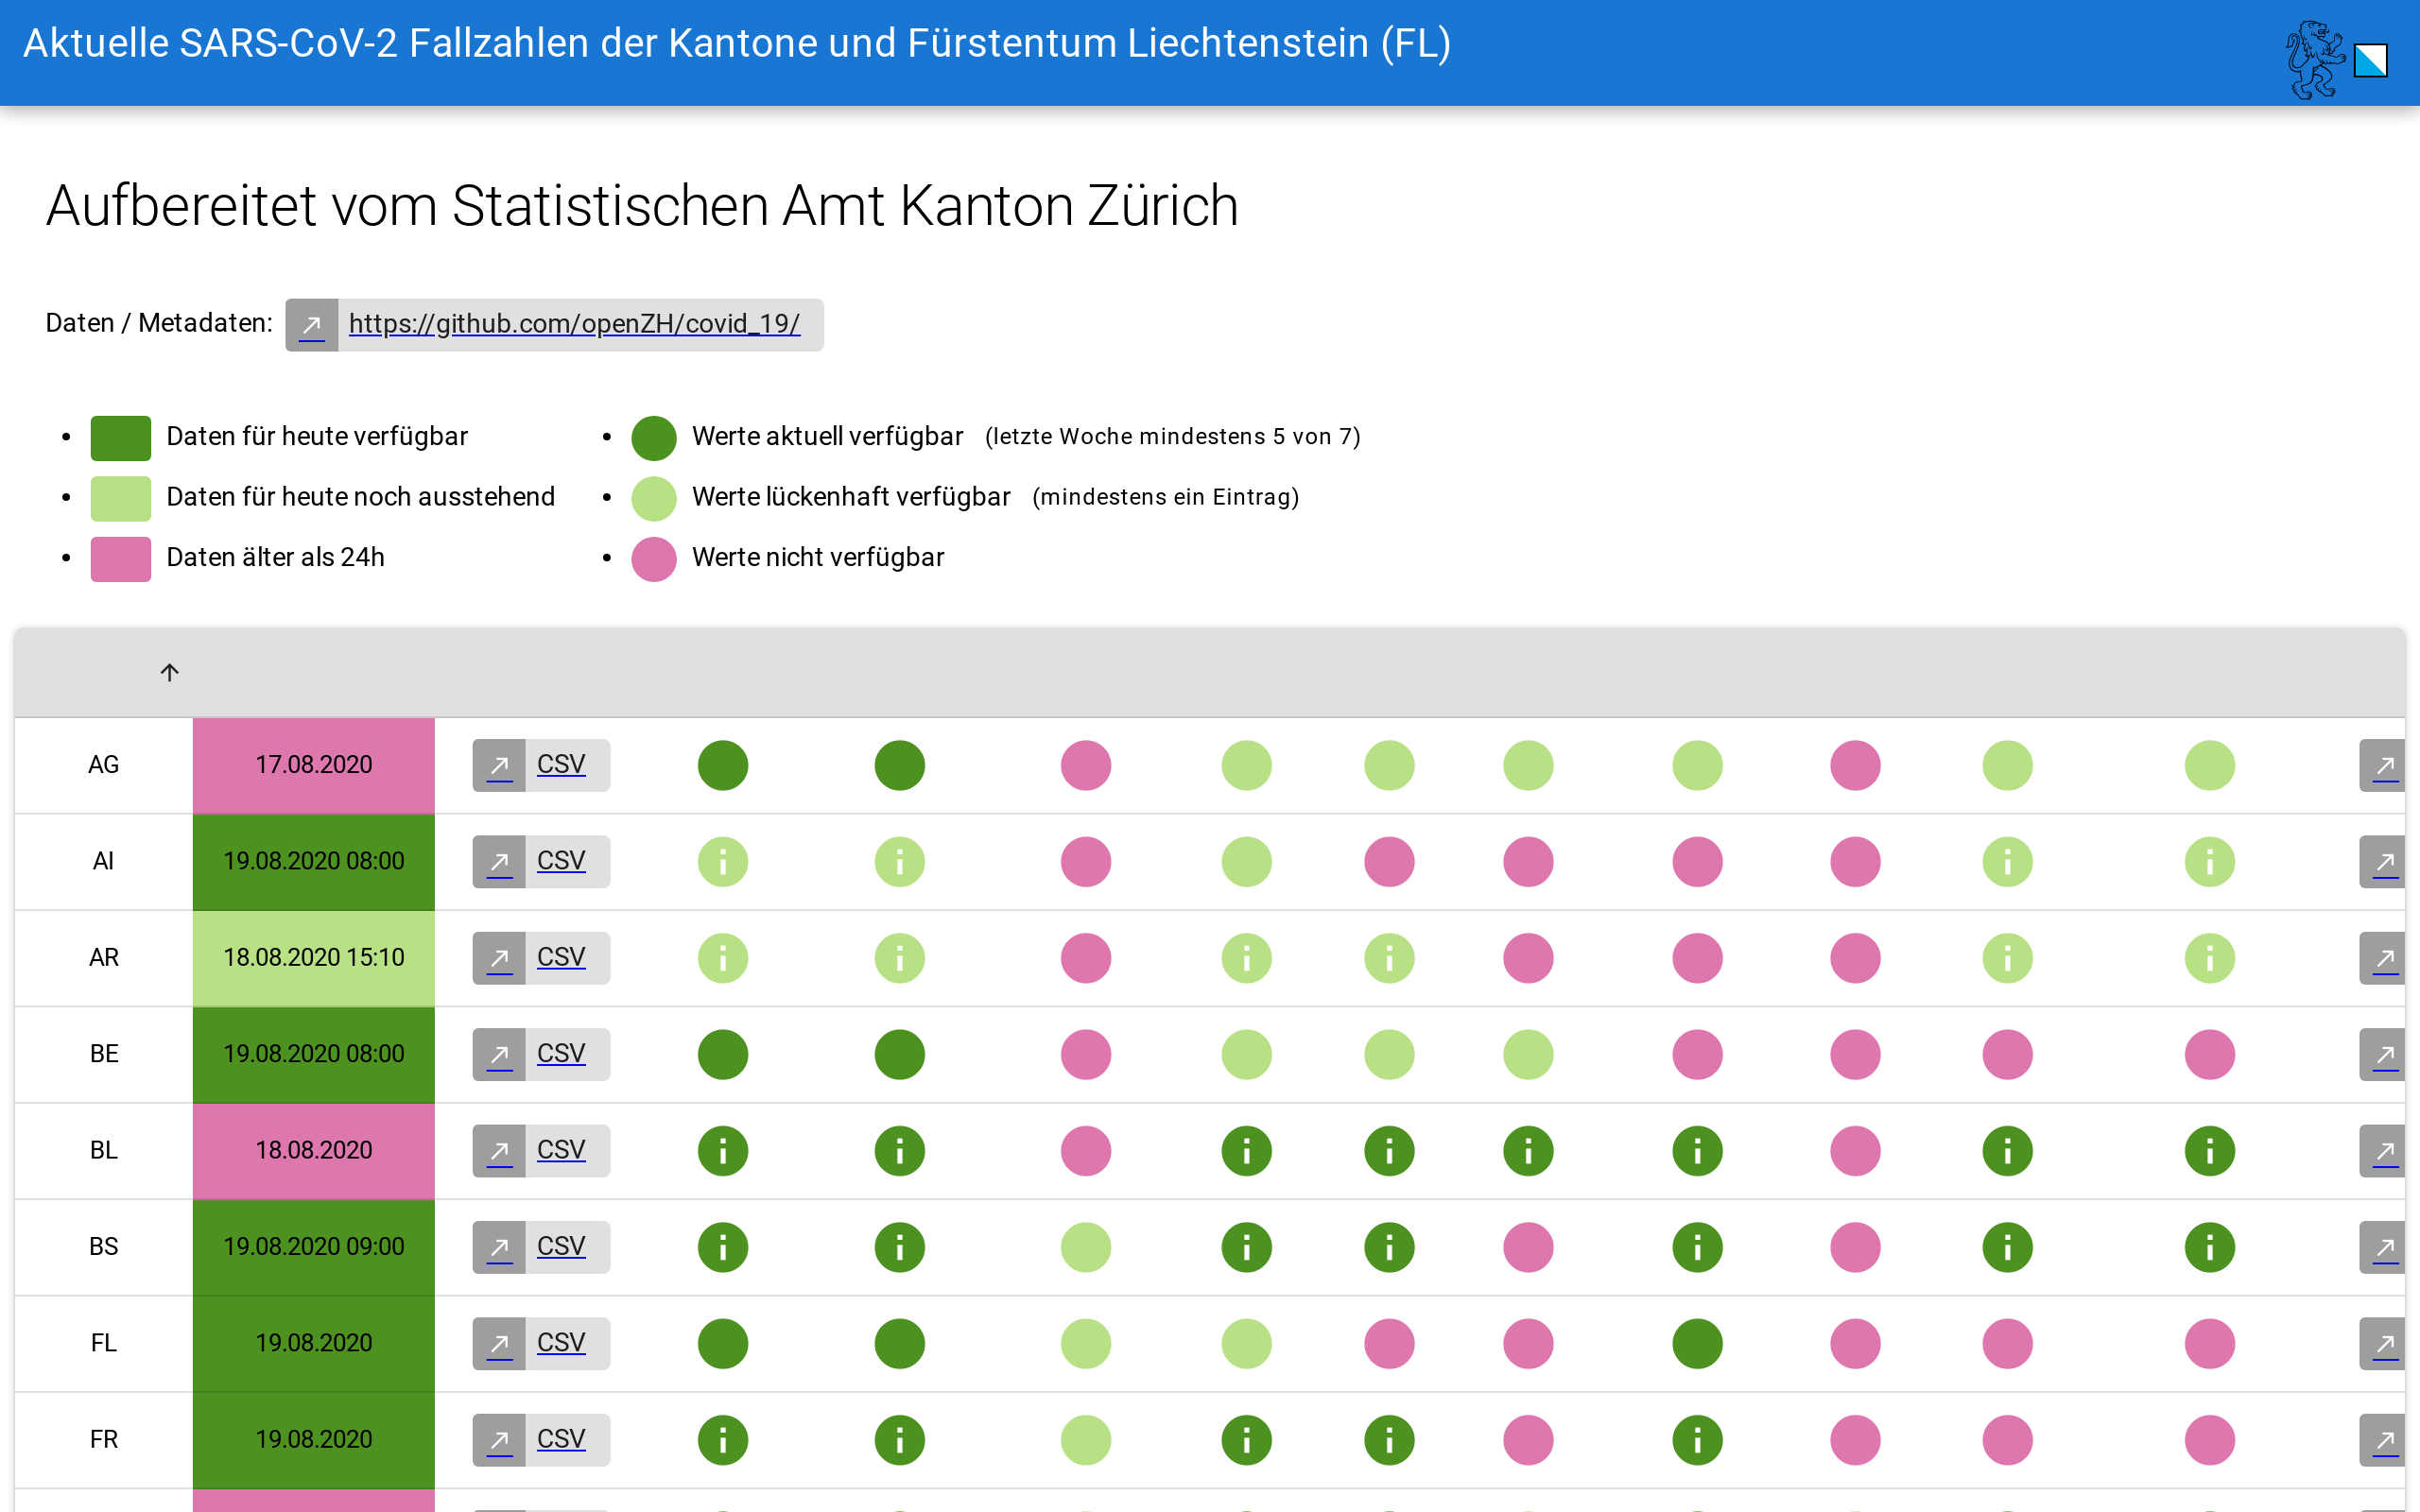 Aktuelle SARS-CoV-2 Fallzahlen der Kantone und Fürstentum Liechtenstein (FL)
Aufbereitet vom Statistischen Amt Kanton Zürich
Daten / Metadaten: https://github.com/openZH/covid_19/
Daten für heute verfügbar
Daten für heute noch ausstehend
Daten älter als 24h
Werte aktuell verfügbar (letzte Woche mindestens 5 von 7)
Werte lückenhaft verfügbar (mindestens ein Eintrag)
Werte nicht verfügbar
AG 17.08.2020 CSV
AI 19.08.2020 08:00 CSV
AR 18.08.2020 15:10 CSV
BE 19.08.2020 08:00 CSV
BL 18.08.2020 CSV
BS 19.08.2020 09:00 CSV
FL 19.08.2020 CSV
FR 19.08.2020 CSV